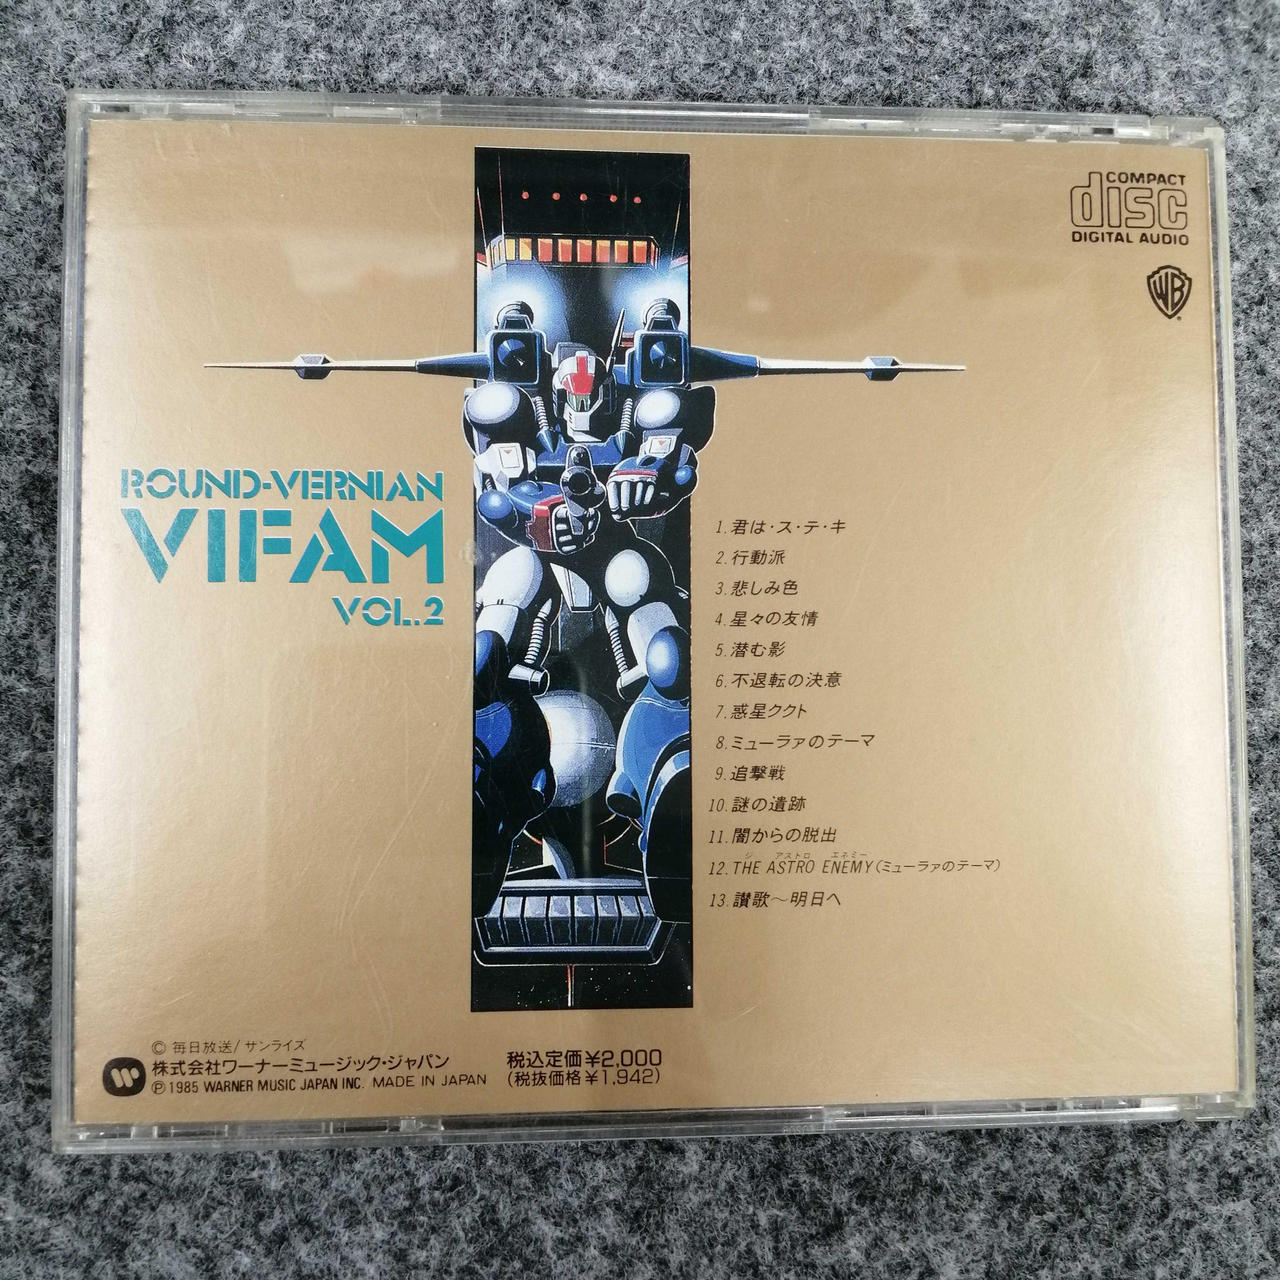 COMPACT
disc
DIGITAL AUDIO
WB
ROUND-VERNIAN
VIFAM
VOL.2
1.君は・ス・テ・キ
2.行動派
3.悲しみ色
4.星々の友情
5.潜む影
6.不退転の決意
7.惑星ククト
8.ミューラァのテーマ
9.追撃戦
10.謎の遺跡
11.闇からの脱出
ジ アストロ エネミー
12.THE ASTRO ENEMY(ミューラァのテーマ)
13.讃歌〜明日へ
© 毎日放送/サンライズ
株式会社ワーナーミュージック・ジャパン
℗1985 WARNER MUSIC JAPAN INC. MADE IN JAPAN
税込定価¥2,000
(税抜価格¥1,942)